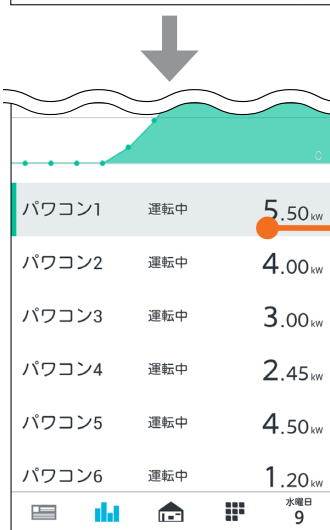 0
パワコン1 運転中 5.50kW
パワコン2 運転中 4.00kW
パワコン3 運転中 3.00kW
パワコン4 運転中 2.45kW
パワコン5 運転中 4.50kW
パワコン6 運転中 1.20kW
水曜日
9